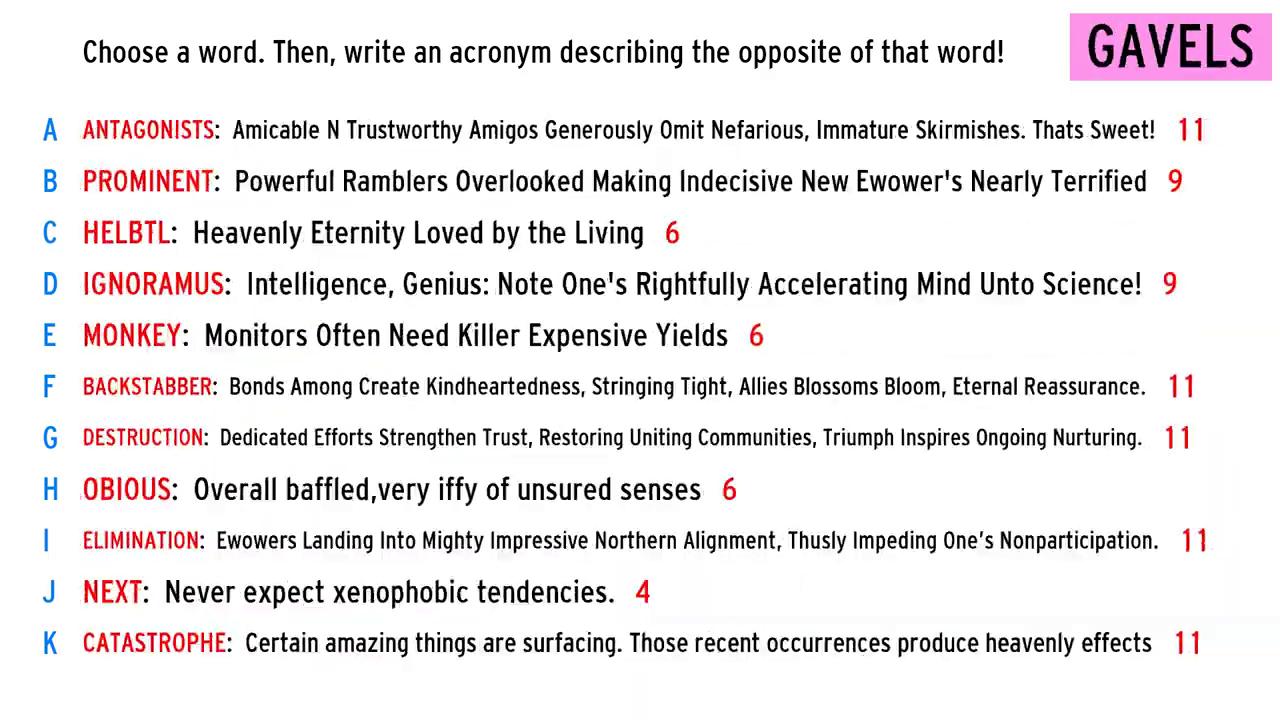 Choose a word. Then, write an acronym describing the opposite of that word!
GAVELS
A ANTAGONISTS: Amicable N Trustworthy Amigos Generously Omit Nefarious, Immature Skirmishes. Thats Sweet! 11
B PROMINENT: Powerful Ramblers Overlooked Making Indecisive New Ewower's Nearly Terrified 9
C HELBTL: Heavenly Eternity Loved by the Living 6
D IGNORAMUS: Intelligence, Genius: Note One's Rightfully Accelerating Mind Unto Science! 9
E MONKEY: Monitors Often Need Killer Expensive Yields 6
F BACKSTABBER: Bonds Among Create Kindheartedness, Stringing Tight, Allies Blossoms Bloom, Eternal Reassurance. 11
G DESTRUCTION: Dedicated Efforts Strengthen Trust, Restoring Uniting Communities, Triumph Inspires Ongoing Nurturing. 11
H OBIOUS: Overall baffled,very iffy of unsured senses 6
I ELIMINATION: Ewowers Landing Into Mighty Impressive Northern Alignment, Thusly Impeding One’s Nonparticipation. 11
J NEXT: Never expect xenophobic tendencies. 4
K CATASTROPHE: Certain amazing things are surfacing. Those recent occurrences produce heavenly effects 11